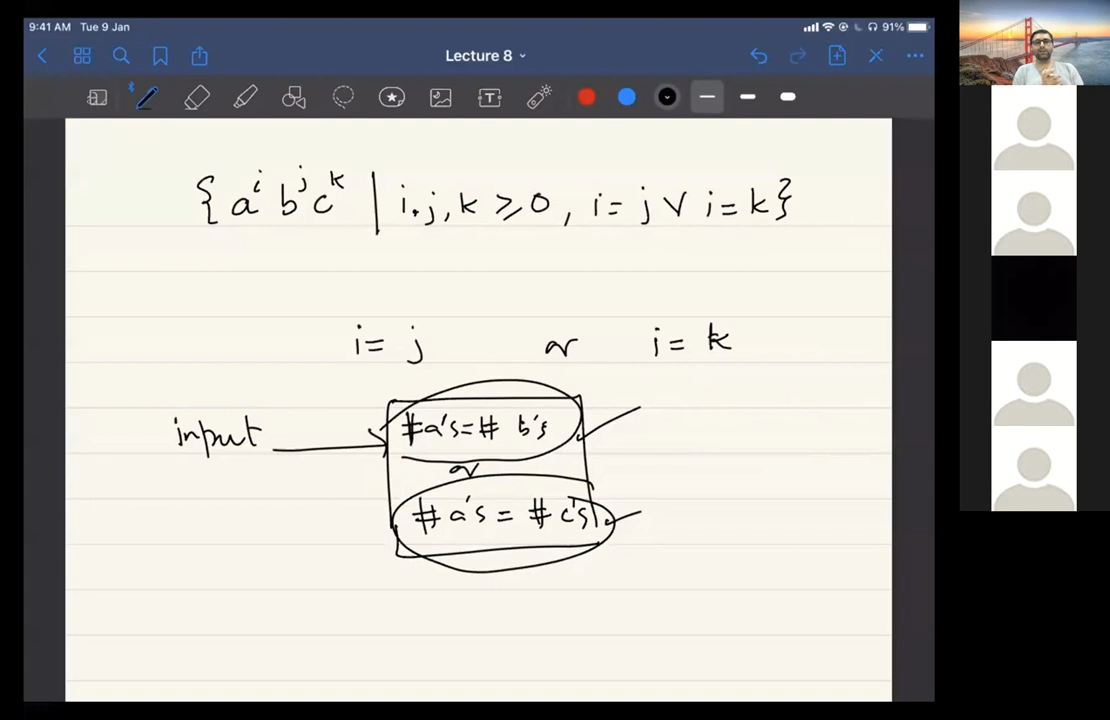 9:41 AM Tue 9 Jan 91%
Lecture 8
T
{ a^i b^j c^k | i, j, k ⩾ 0, i = j ∨ i = k }
i = j or i = k
input #a's = # b's
or
# a's = # c's